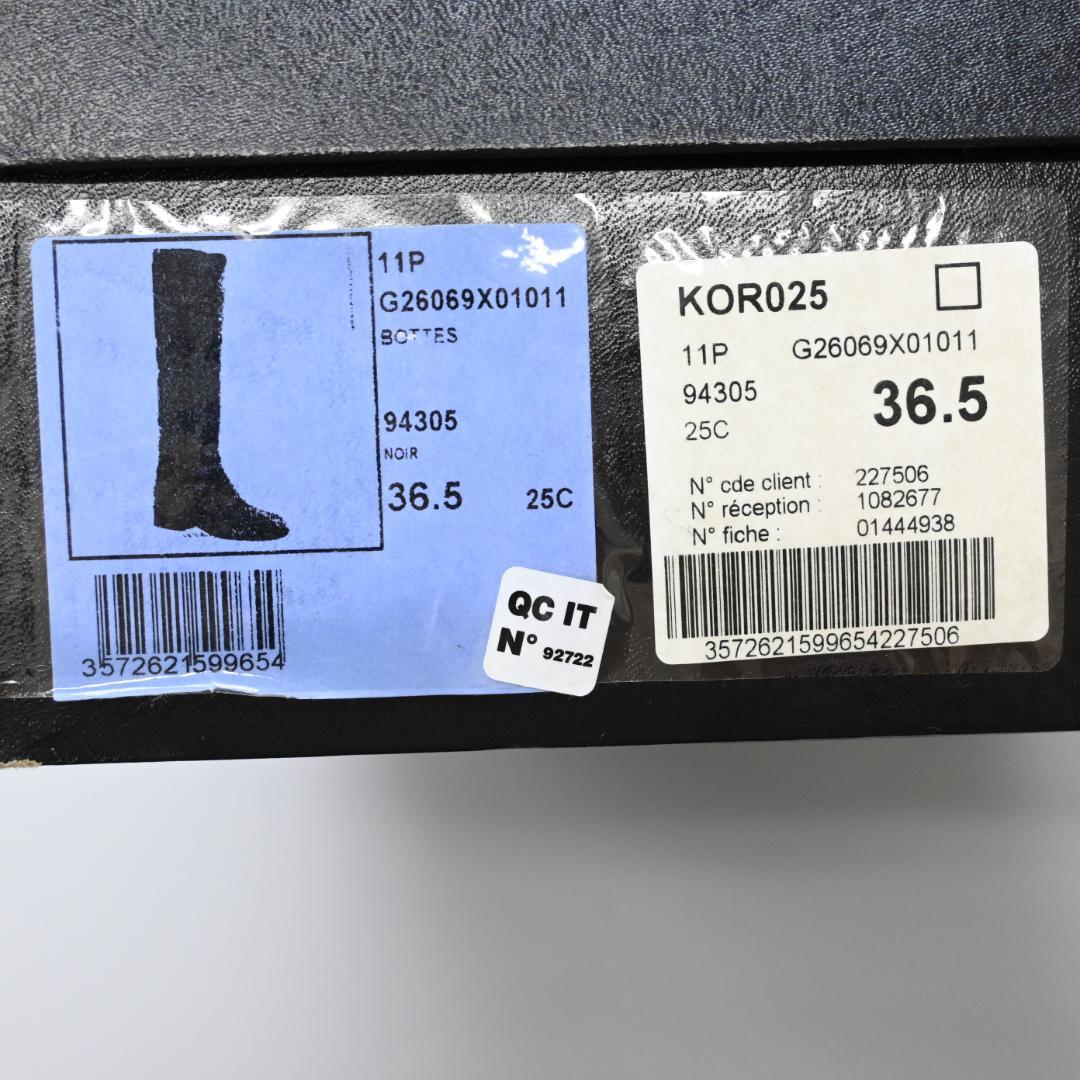 11P
G26069X01011
BOTTES
94305
NOIR
36.5 25C
3572621599654
QC IT
N° 92722
KOR025
11P G26069X01011
94305
36.5
25C
N° cde client : 227506
N° réception : 1082677
N° fiche : 01444938
3572621599654227506